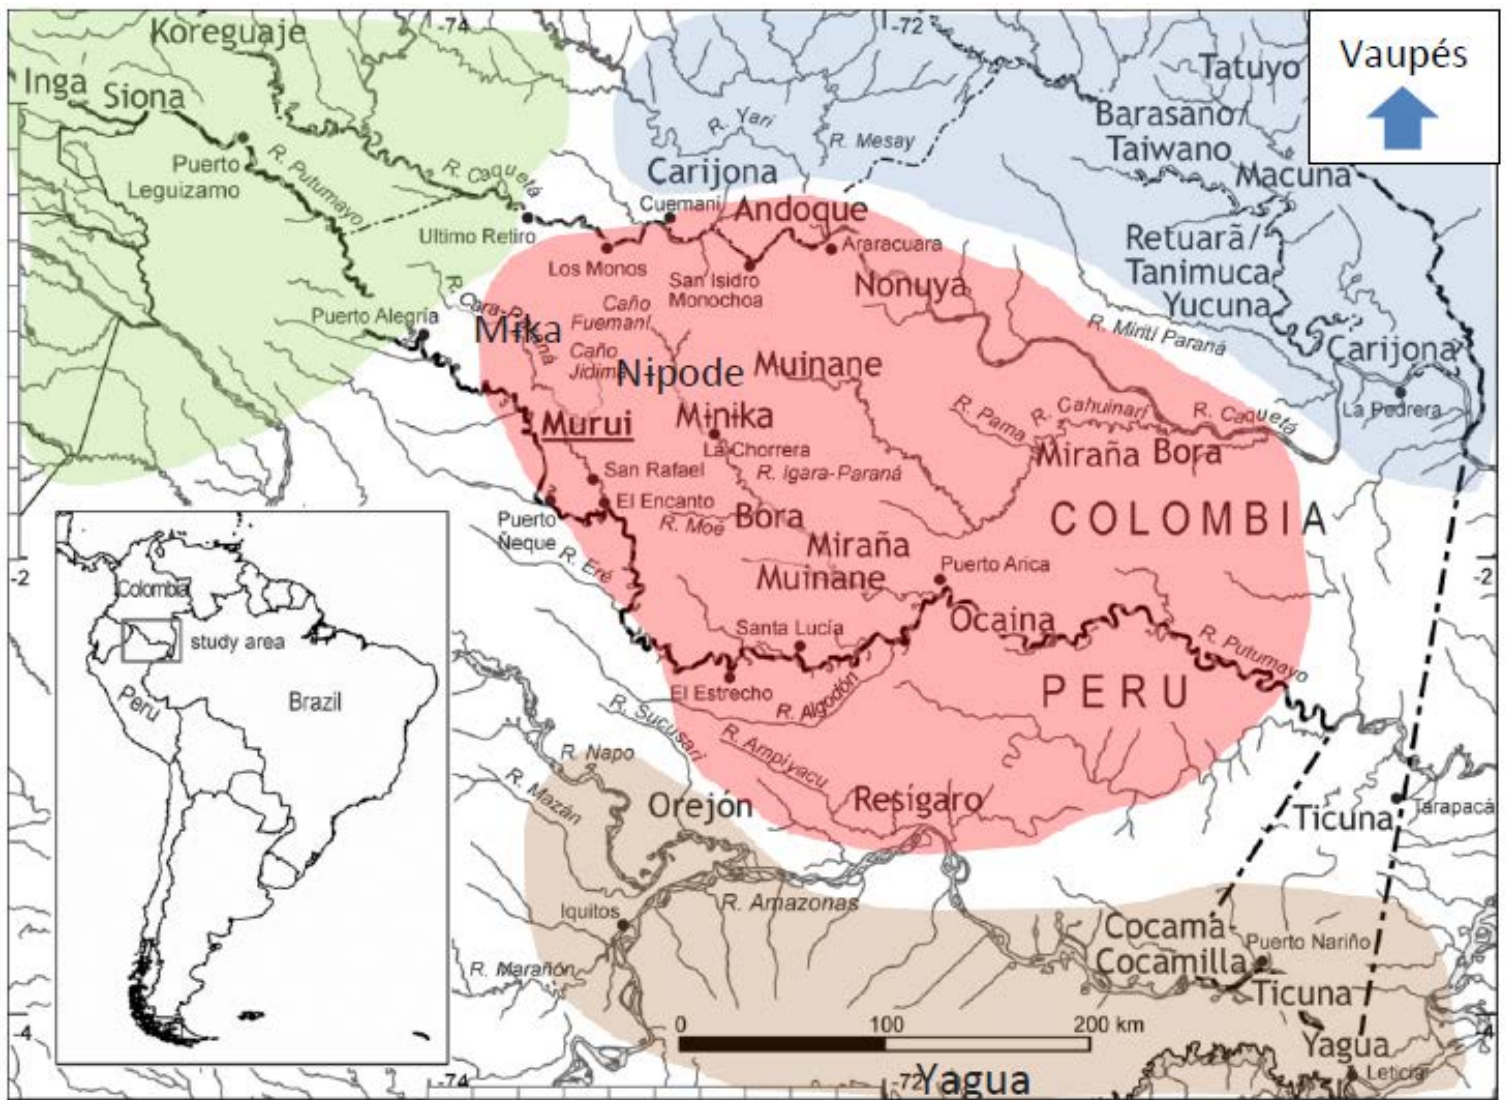 Koreguaje
-74
-72
Vaupés
Inga
Siona
Tatuyo
R. Yari
R. Mesay
Barasano/
Taiwano
Puerto
Leguizamo
R. Putumayo
R. Caquetá
Carijona
Macuna
Cuemaní
Andoque
Ultimo Retiro
Araracuara
Retuarã/
Tanimuca
Yucuna
Los Monos
San Isidro
Monochoa
Nonuya
R. Cara-Paraná
Caño
Fuemaní
Puerto Alegría
Mɨka
R. Miriti Paraná
Caño
Jidima
Nɨpode
Muinane
Carijona
La Pedrera
Murui
Mɨnɨka
R. Pama
R. Cahuinarí
R. Caquetá
La Chorrera
Miraña
Bora
San Rafael
R. Igara-Paraná
El Encanto
Puerto
Ñeque
R. Moe
Bora
COLOMBIA
Miraña
-2
R. Eré
Muinane
Puerto Arica
-2
Colombia
study area
Ocaina
Santa Lucía
R. Putumayo
Peru
Brazil
El Estrecho
R. Algodón
PERU
R. Sucusari
R. Napo
R. Ampiyacu
R. Mazán
Orejón
Resígaro
Ticuna
Tarapacá
Iquitos
R. Amazonas
Cocama-
Cocamilla
Puerto Nariño
R. Marañón
Ticuna
0
100
200 km
-4
-4
Yagua
-74
-72
Yagua
Leticia